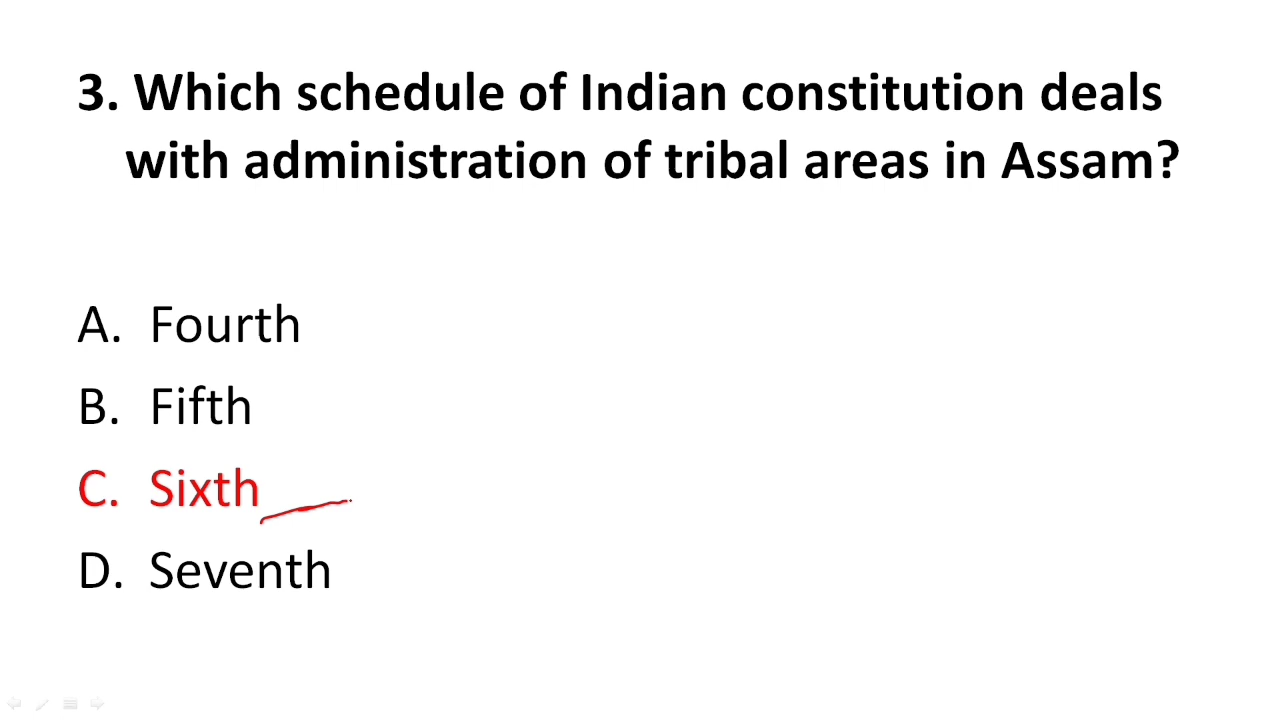 3. Which schedule of Indian constitution deals
with administration of tribal areas in Assam?
A. Fourth
B. Fifth
C. Sixth
D. Seventh